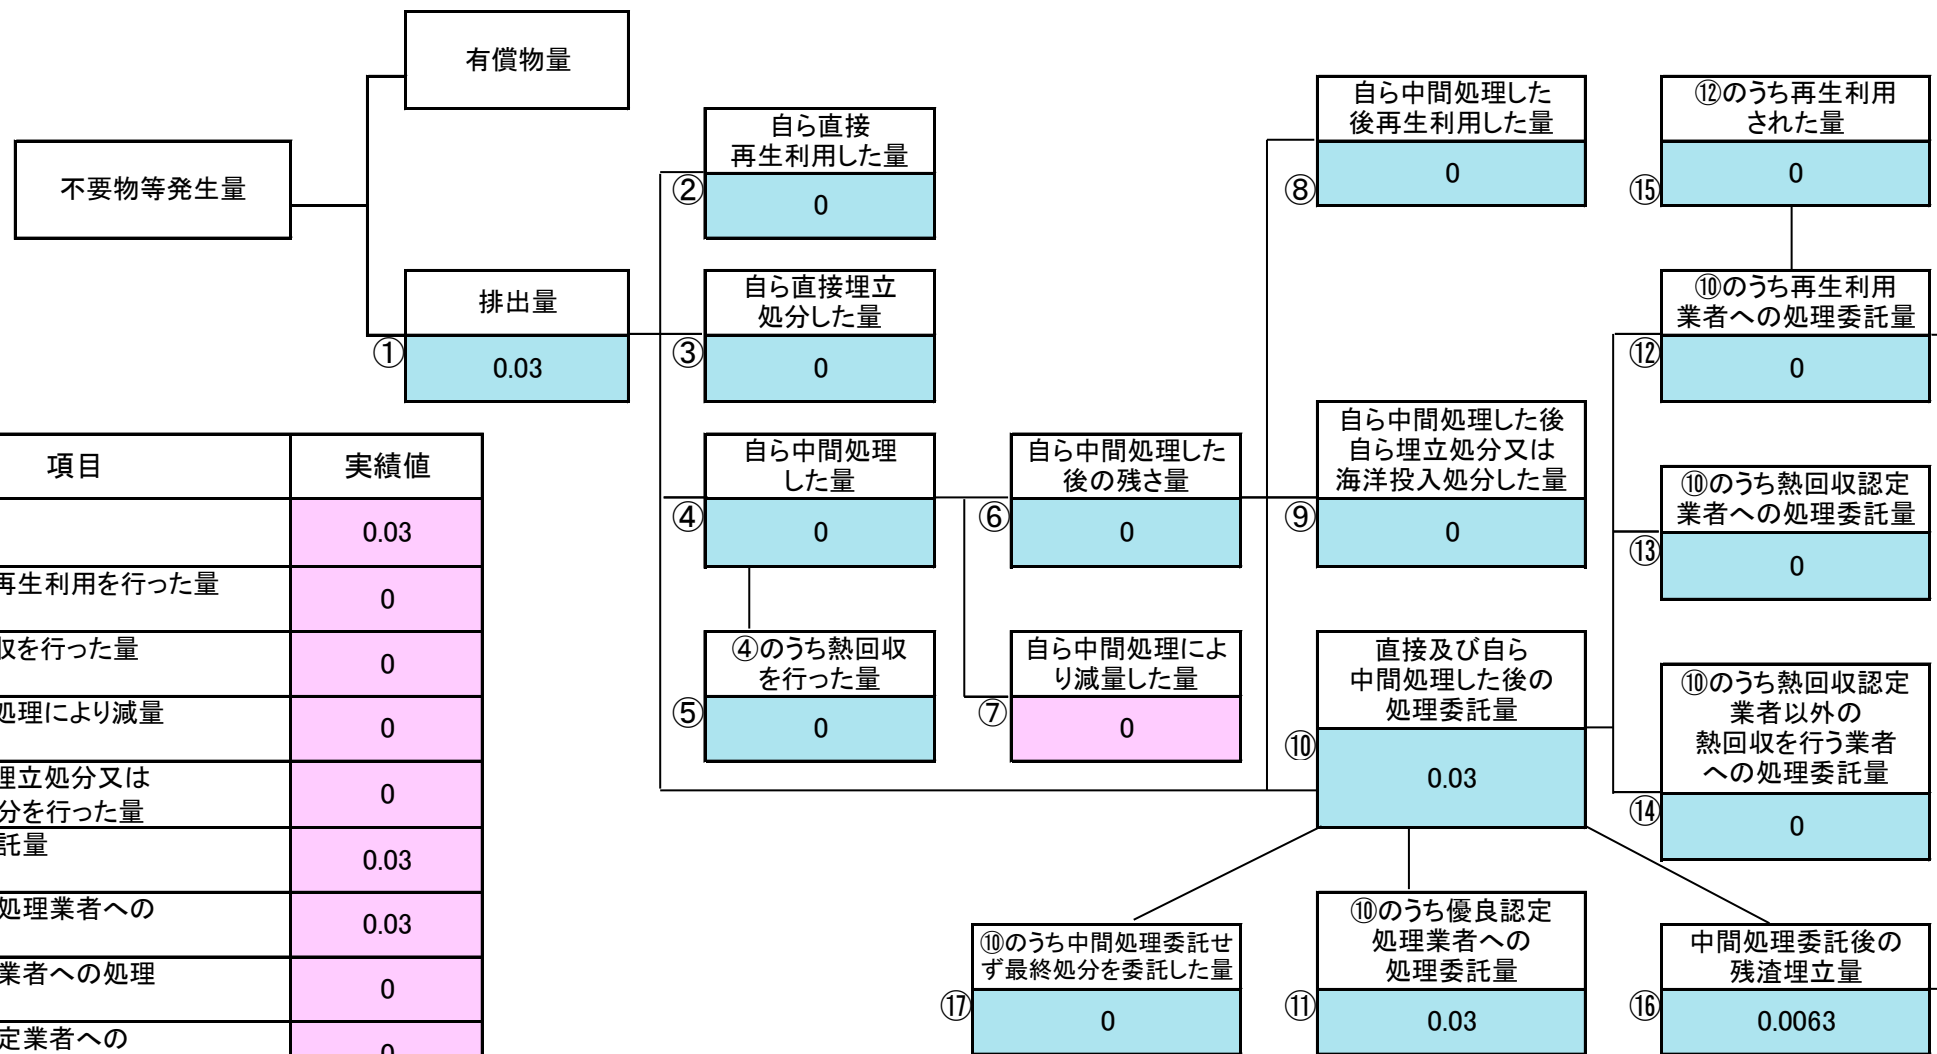 有償物量
不要物等発生量
排出量
①
0.03
自ら直接
再生利用した量
②
0
自ら直接埋立
処分した量
③
0
自ら中間処理
した量
④
0
④のうち熱回収
を行った量
⑤
0
自ら中間処理した
後の残さ量
⑥
0
自ら中間処理によ
り減量した量
⑦
0
自ら中間処理した
後再生利用した量
⑧
0
自ら中間処理した後
自ら埋立処分又は
海洋投入処分した量
⑨
0
直接及び自ら
中間処理した後の
処理委託量
⑩
0.03
⑫のうち再生利用
された量
⑮
0
⑩のうち再生利用
業者への処理委託量
⑫
0
⑩のうち熱回収認定
業者への処理委託量
⑬
0
⑩のうち熱回収認定
業者以外の
熱回収を行う業者
への処理委託量
⑭
0
⑩のうち中間処理委託せ
ず最終処分を委託した量
⑰
0
⑩のうち優良認定
処理業者への
処理委託量
⑪
0.03
中間処理委託後の
残渣埋立量
⑯
0.0063
項目 実績値
0.03
再生利用を行った量
0
収を行った量
0
処理により減量
0
埋立処分又は
分を行った量
0
託量
0.03
処理業者への
0.03
業者への処理
0
定業者への
0